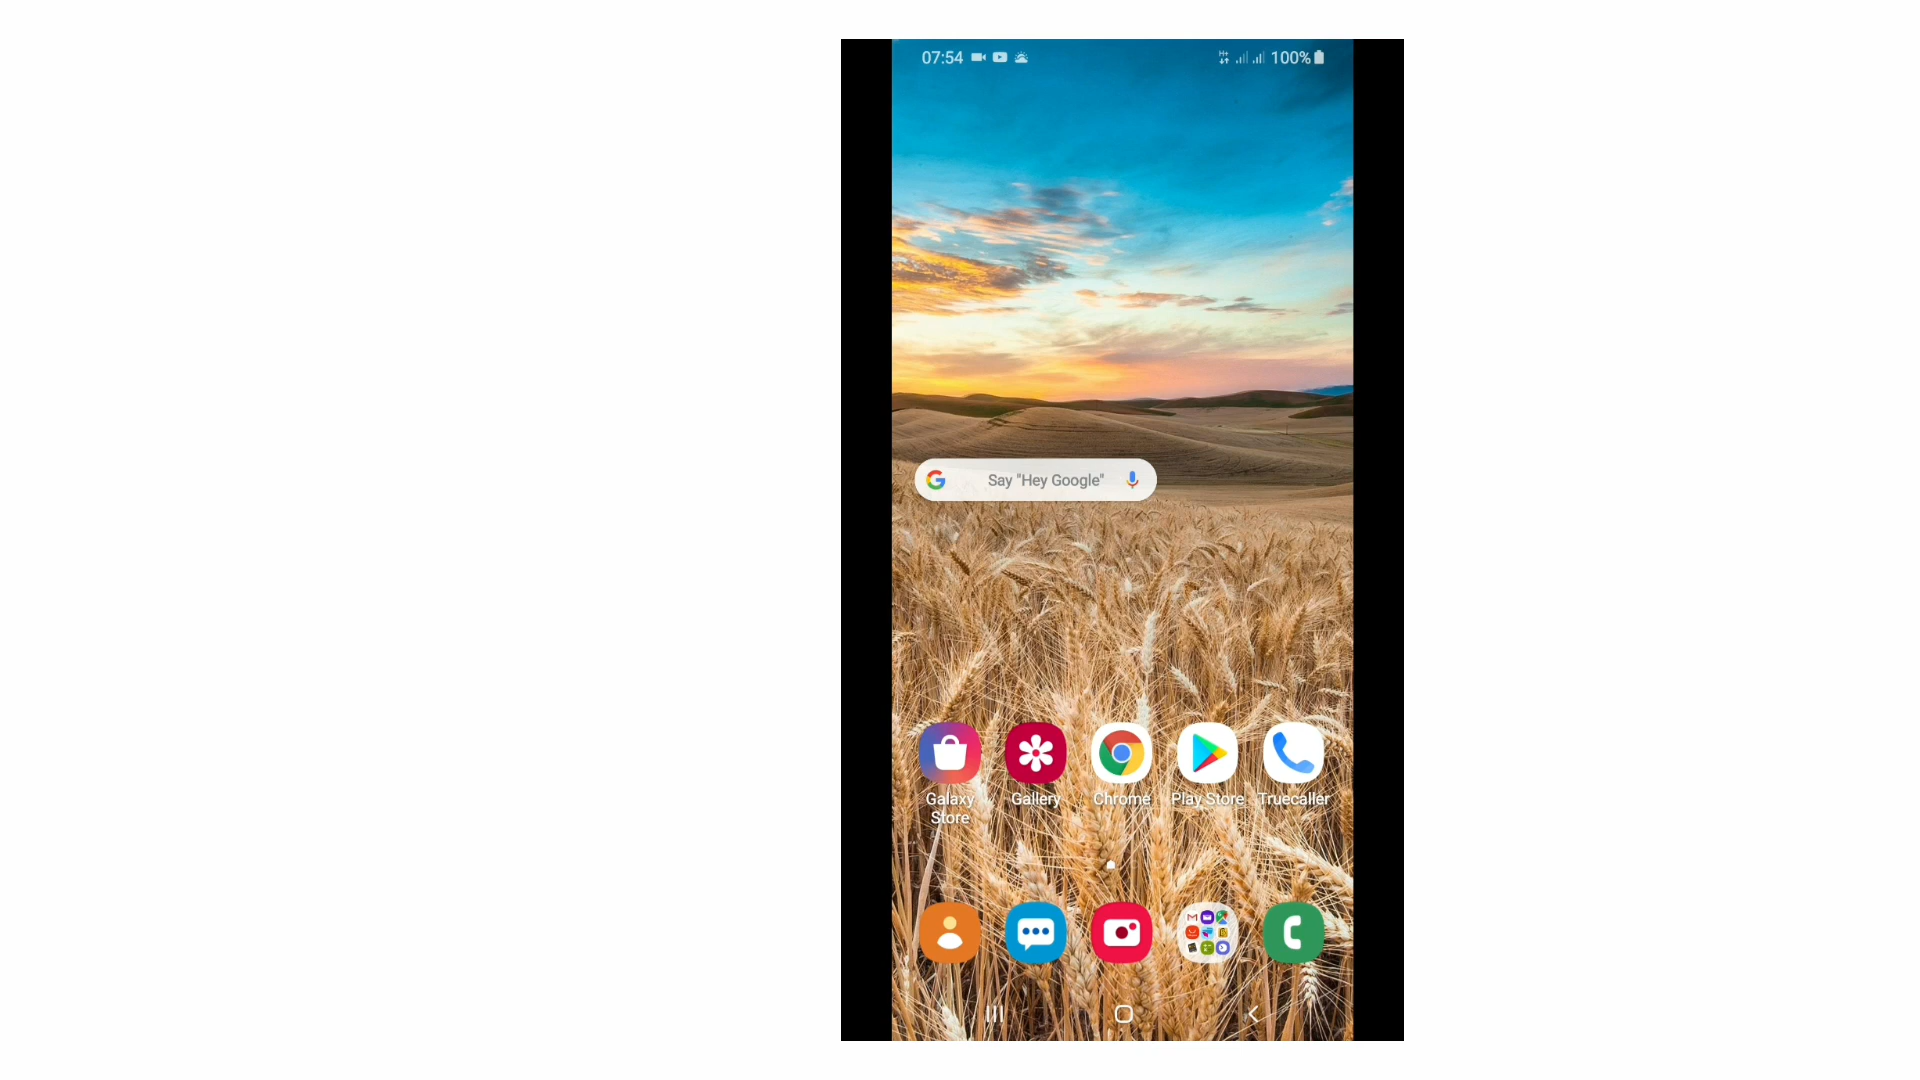 07:54
H+ 100%
Say "Hey Google"
Galaxy Store
Gallery
Chrome
Play Store
Truecaller